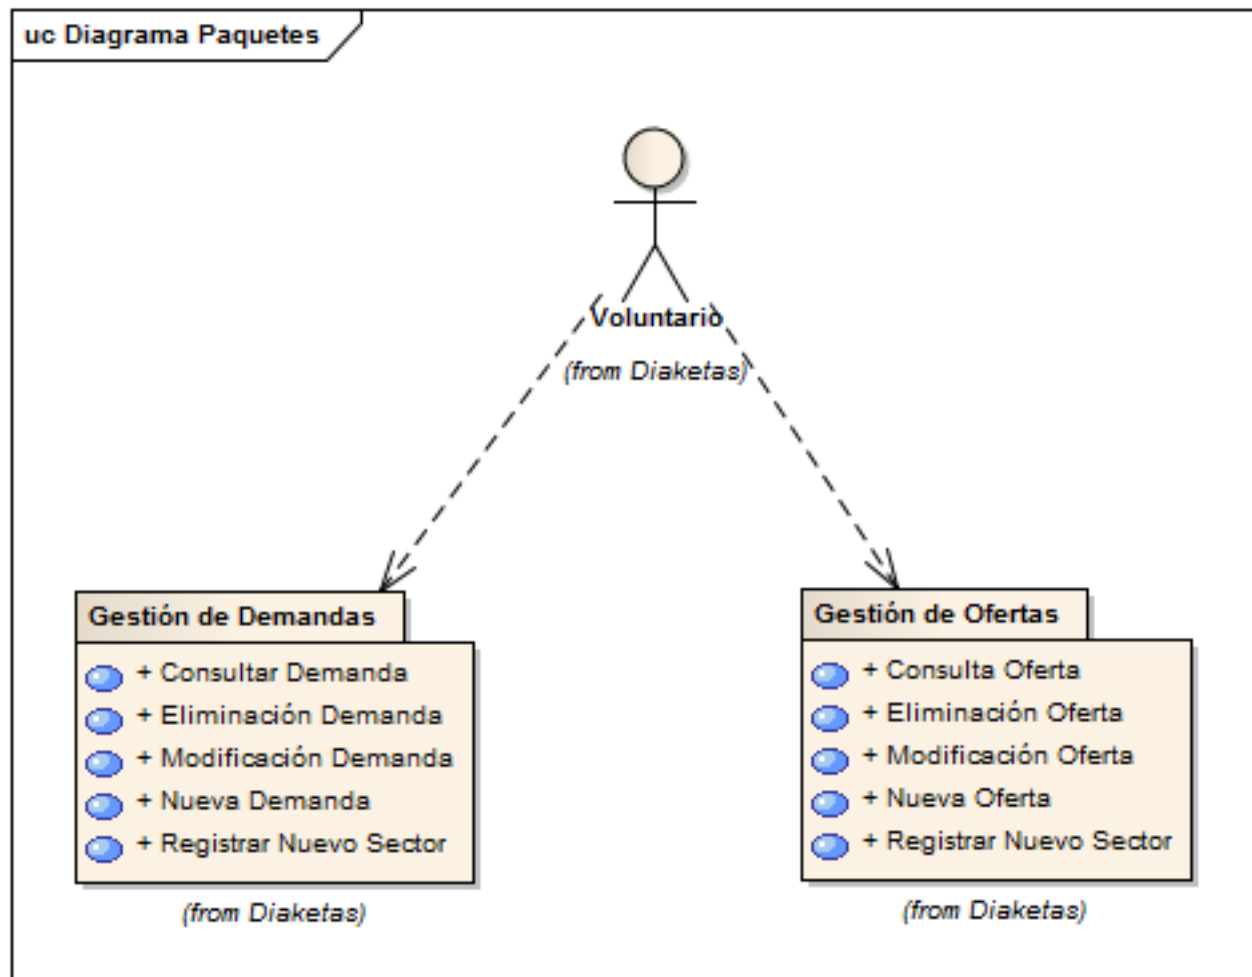 uc Diagrama Paquetes
Voluntario
(from Diaketas)
Gestión de Demandas
+ Consultar Demanda
+ Eliminación Demanda
+ Modificación Demanda
+ Nueva Demanda
+ Registrar Nuevo Sector
(from Diaketas)
Gestión de Ofertas
+ Consulta Oferta
+ Eliminación Oferta
+ Modificación Oferta
+ Nueva Oferta
+ Registrar Nuevo Sector
(from Diaketas)